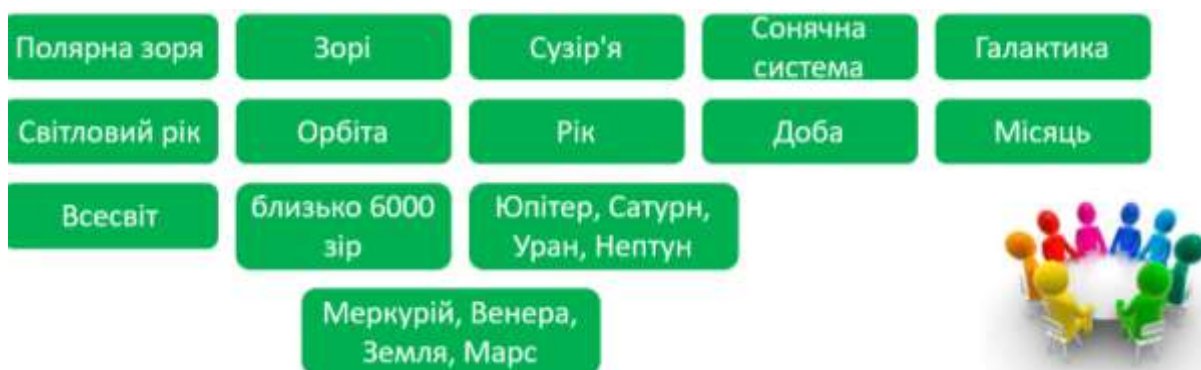 Полярна зоря
Зорі
Сузір'я
Сонячна
система
Галактика
Світловий рік
Орбіта
Рік
Доба
Місяць
Всесвіт
близько 6000
зір
Юпітер, Сатурн,
Уран, Нептун
Меркурій, Венера,
Земля, Марс